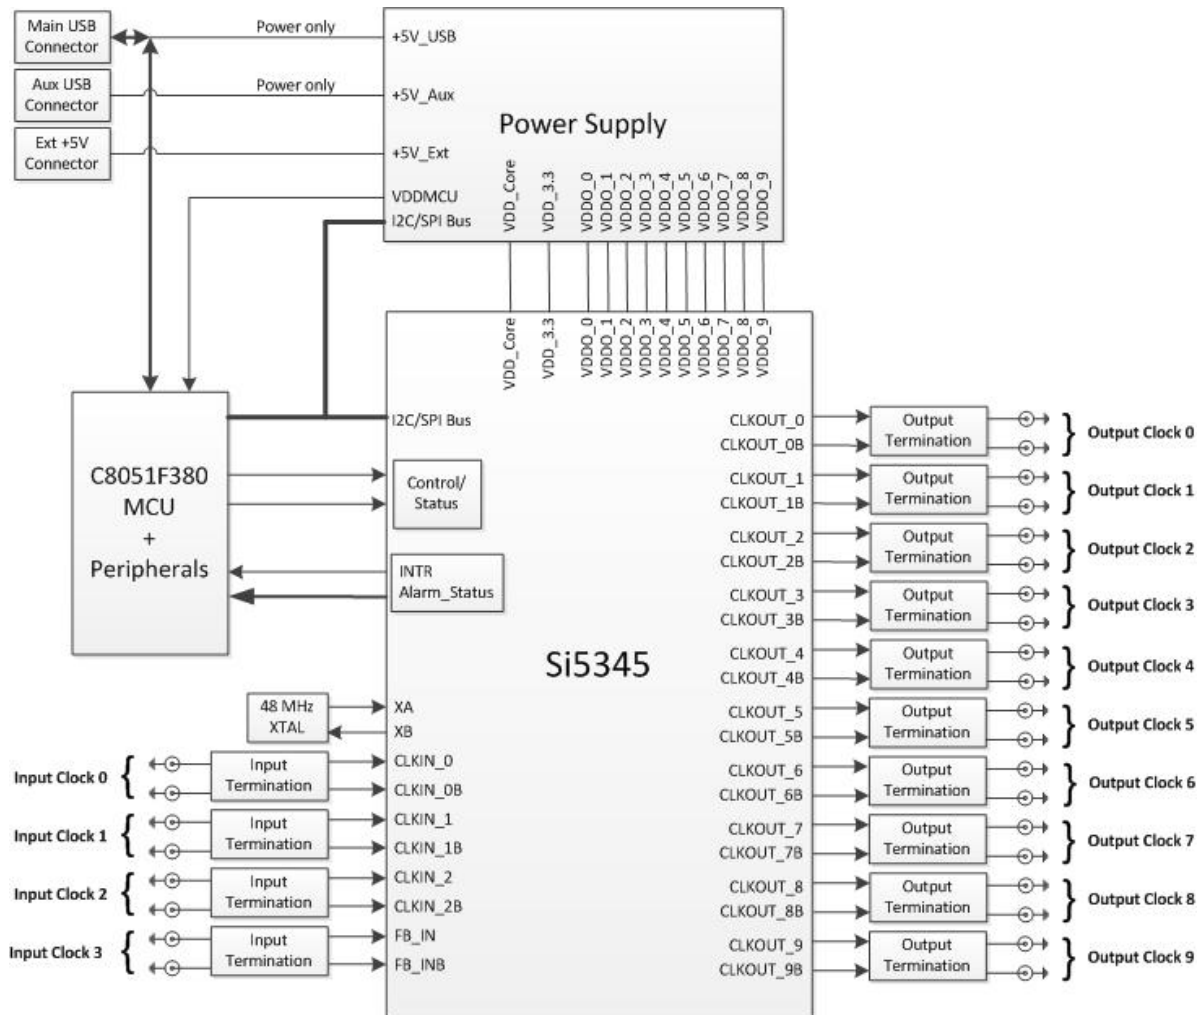 Main USB
Connector
Power only
+5V_USB
Aux USB
Connector
Power only
+5V_Aux
Ext +5V
Connector
+5V_Ext
Power Supply
VDDMCU
I2C/SPI Bus
VDD_Core
VDD_3.3
VDDO_0
VDDO_1
VDDO_2
VDDO_3
VDDO_4
VDDO_5
VDDO_6
VDDO_7
VDDO_8
VDDO_9
VDD_Core
VDD_3.3
VDDO_0
VDDO_1
VDDO_2
VDDO_3
VDDO_4
VDDO_5
VDDO_6
VDDO_7
VDDO_8
VDDO_9
C8051F380
MCU
+
Peripherals
I2C/SPI Bus
Control/
Status
INTR
Alarm_Status
Si5345
48 MHz
XTAL
XA
XB
Input Clock 0
Input
Termination
CLKIN_0
CLKIN_0B
Input Clock 1
Input
Termination
CLKIN_1
CLKIN_1B
Input Clock 2
Input
Termination
CLKIN_2
CLKIN_2B
Input Clock 3
Input
Termination
FB_IN
FB_INB
CLKOUT_0
CLKOUT_0B
Output
Termination
Output Clock 0
CLKOUT_1
CLKOUT_1B
Output
Termination
Output Clock 1
CLKOUT_2
CLKOUT_2B
Output
Termination
Output Clock 2
CLKOUT_3
CLKOUT_3B
Output
Termination
Output Clock 3
CLKOUT_4
CLKOUT_4B
Output
Termination
Output Clock 4
CLKOUT_5
CLKOUT_5B
Output
Termination
Output Clock 5
CLKOUT_6
CLKOUT_6B
Output
Termination
Output Clock 6
CLKOUT_7
CLKOUT_7B
Output
Termination
Output Clock 7
CLKOUT_8
CLKOUT_8B
Output
Termination
Output Clock 8
CLKOUT_9
CLKOUT_9B
Output
Termination
Output Clock 9